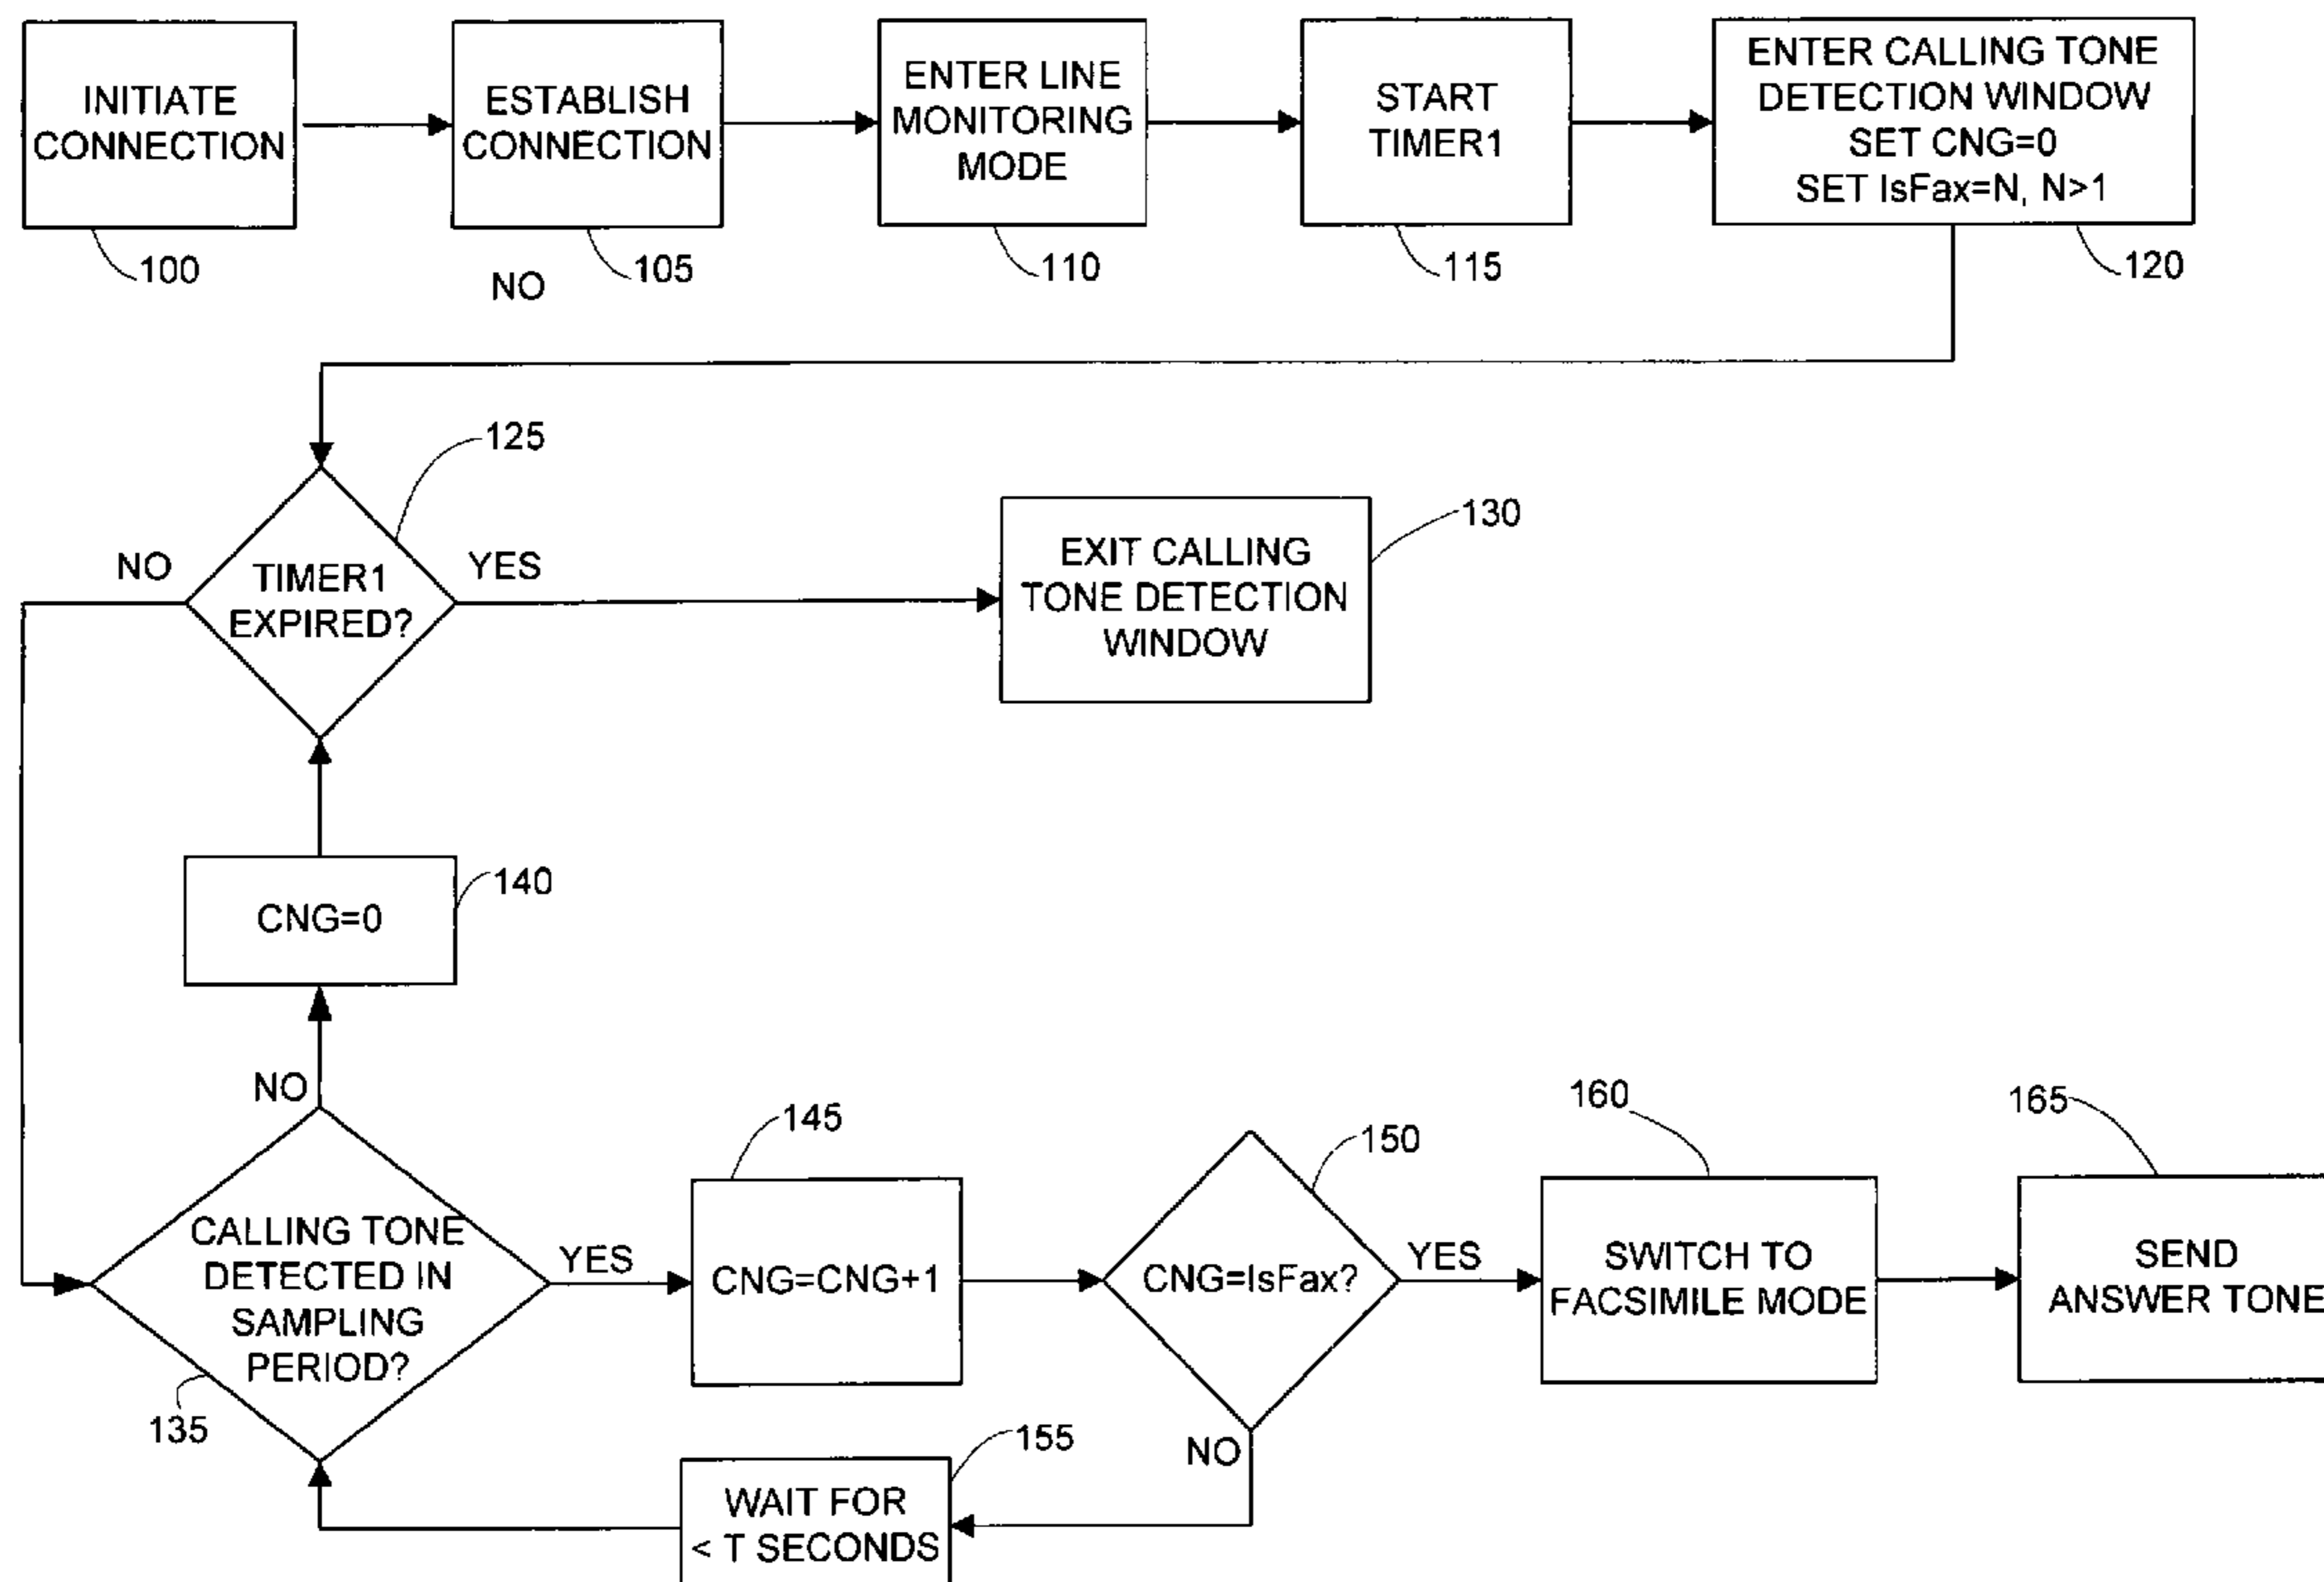 INITIATE
CONNECTION
100
ESTABLISH
CONNECTION
105
NO
ENTER LINE
MONITORING
MODE
110
START
TIMER1
115
ENTER CALLING TONE
DETECTION WINDOW
SET CNG=0
SET IsFax=N, N>1
120
125
NO
TIMER1
EXPIRED?
YES
EXIT CALLING
TONE DETECTION
WINDOW
130
CNG=0
140
NO
CALLING TONE
DETECTED IN
SAMPLING
PERIOD?
135
YES
145
CNG=CNG+1
150
CNG=IsFax?
YES
NO
155
WAIT FOR
< T SECONDS
160
SWITCH TO
FACSIMILE MODE
165
SEND
ANSWER TONE